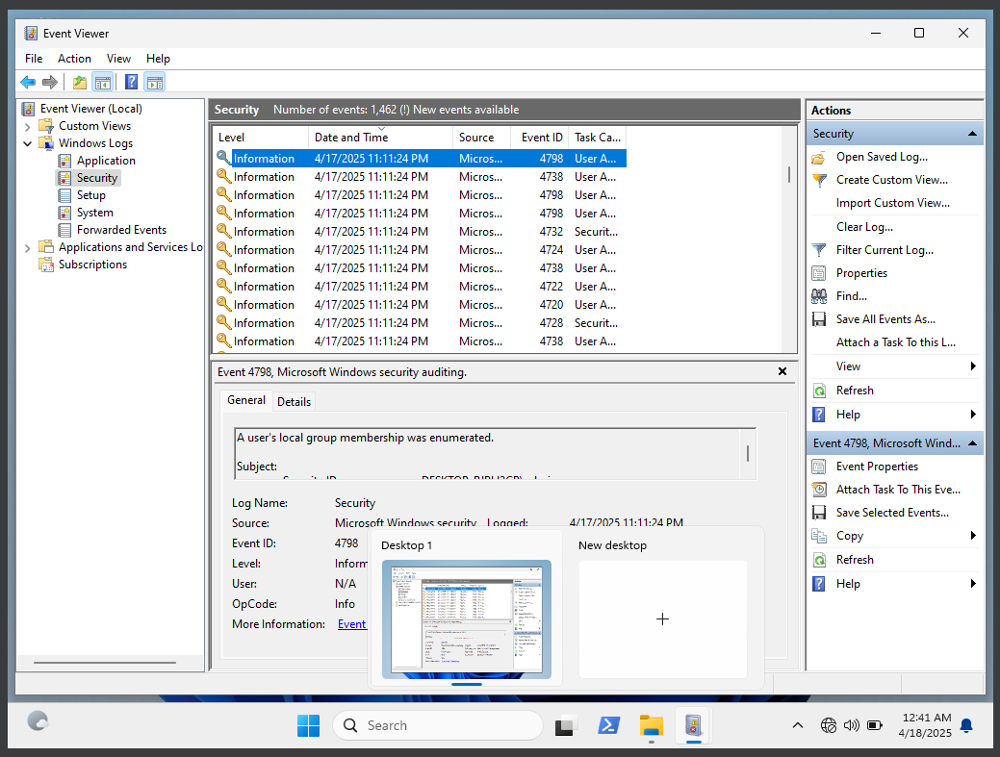 Event Viewer
File Action View Help
Event Viewer (Local)
Custom Views
Windows Logs
Application
Security
Setup
System
Forwarded Events
Applications and Services Lo
Subscriptions
Security Number of events: 1,462 (!) New events available
Level Date and Time Source Event ID Task Ca...
Information 4/17/2025 11:11:24 PM Micros... 4798 User A...
Information 4/17/2025 11:11:24 PM Micros... 4738 User A...
Information 4/17/2025 11:11:24 PM Micros... 4798 User A...
Information 4/17/2025 11:11:24 PM Micros... 4798 User A...
Information 4/17/2025 11:11:24 PM Micros... 4732 Securit...
Information 4/17/2025 11:11:24 PM Micros... 4724 User A...
Information 4/17/2025 11:11:24 PM Micros... 4738 User A...
Information 4/17/2025 11:11:24 PM Micros... 4722 User A...
Information 4/17/2025 11:11:24 PM Micros... 4720 User A...
Information 4/17/2025 11:11:24 PM Micros... 4728 Securit...
Information 4/17/2025 11:11:24 PM Micros... 4738 User A...
Event 4798, Microsoft Windows security auditing.
General Details
A user's local group membership was enumerated.
Subject:
Log Name: Security
Source: Microsoft Windows security Logged: 4/17/2025 11:11:24 PM
Event ID: 4798
Level: Inform
User: N/A
OpCode: Info
More Information: Event
Actions
Security
Open Saved Log...
Create Custom View...
Import Custom View...
Clear Log...
Filter Current Log...
Properties
Find...
Save All Events As...
Attach a Task To this L...
View
Refresh
Help
Event 4798, Microsoft Wind...
Event Properties
Attach Task To This Eve...
Save Selected Events...
Copy
Refresh
Help
Desktop 1 New desktop
Search
12:41 AM
4/18/2025